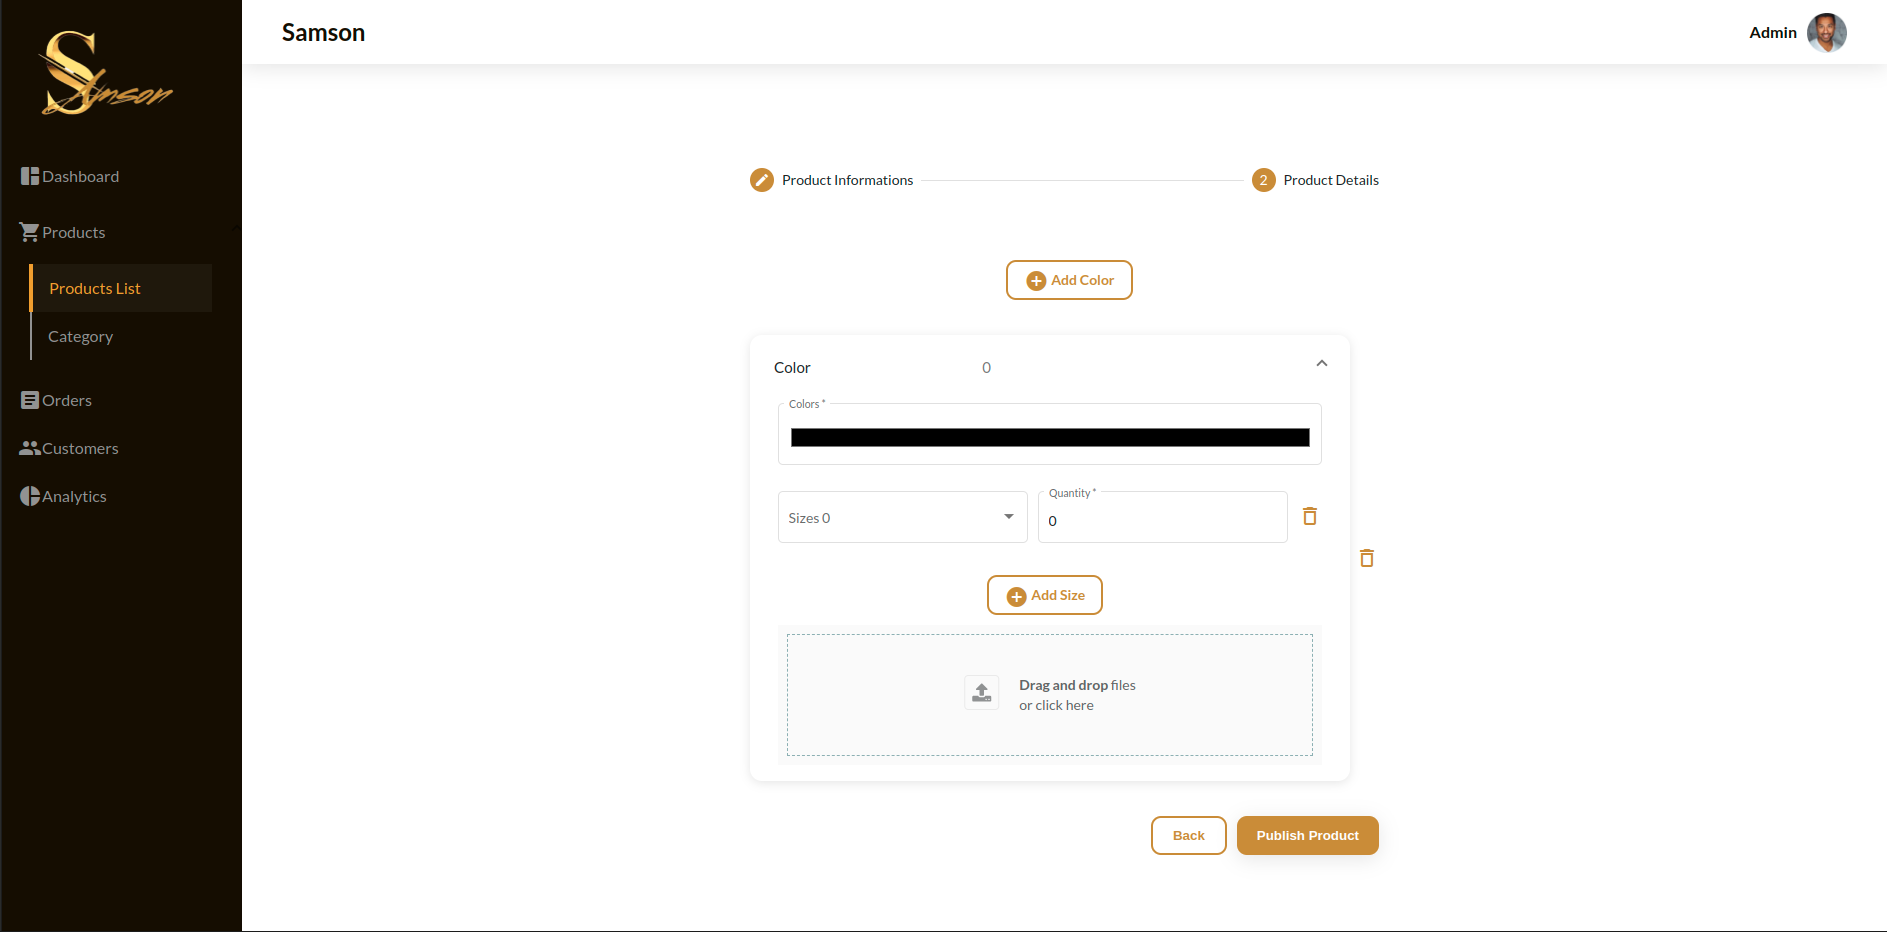 Samson
Samson
Admin
Dashboard
Products
Products List
Category
Orders
Customers
Analytics
Product Informations
2
Product Details
Add Color
Color 0
Colors *
Sizes 0
Quantity *
0
Add Size
Drag and drop files
or click here
Back
Publish Product